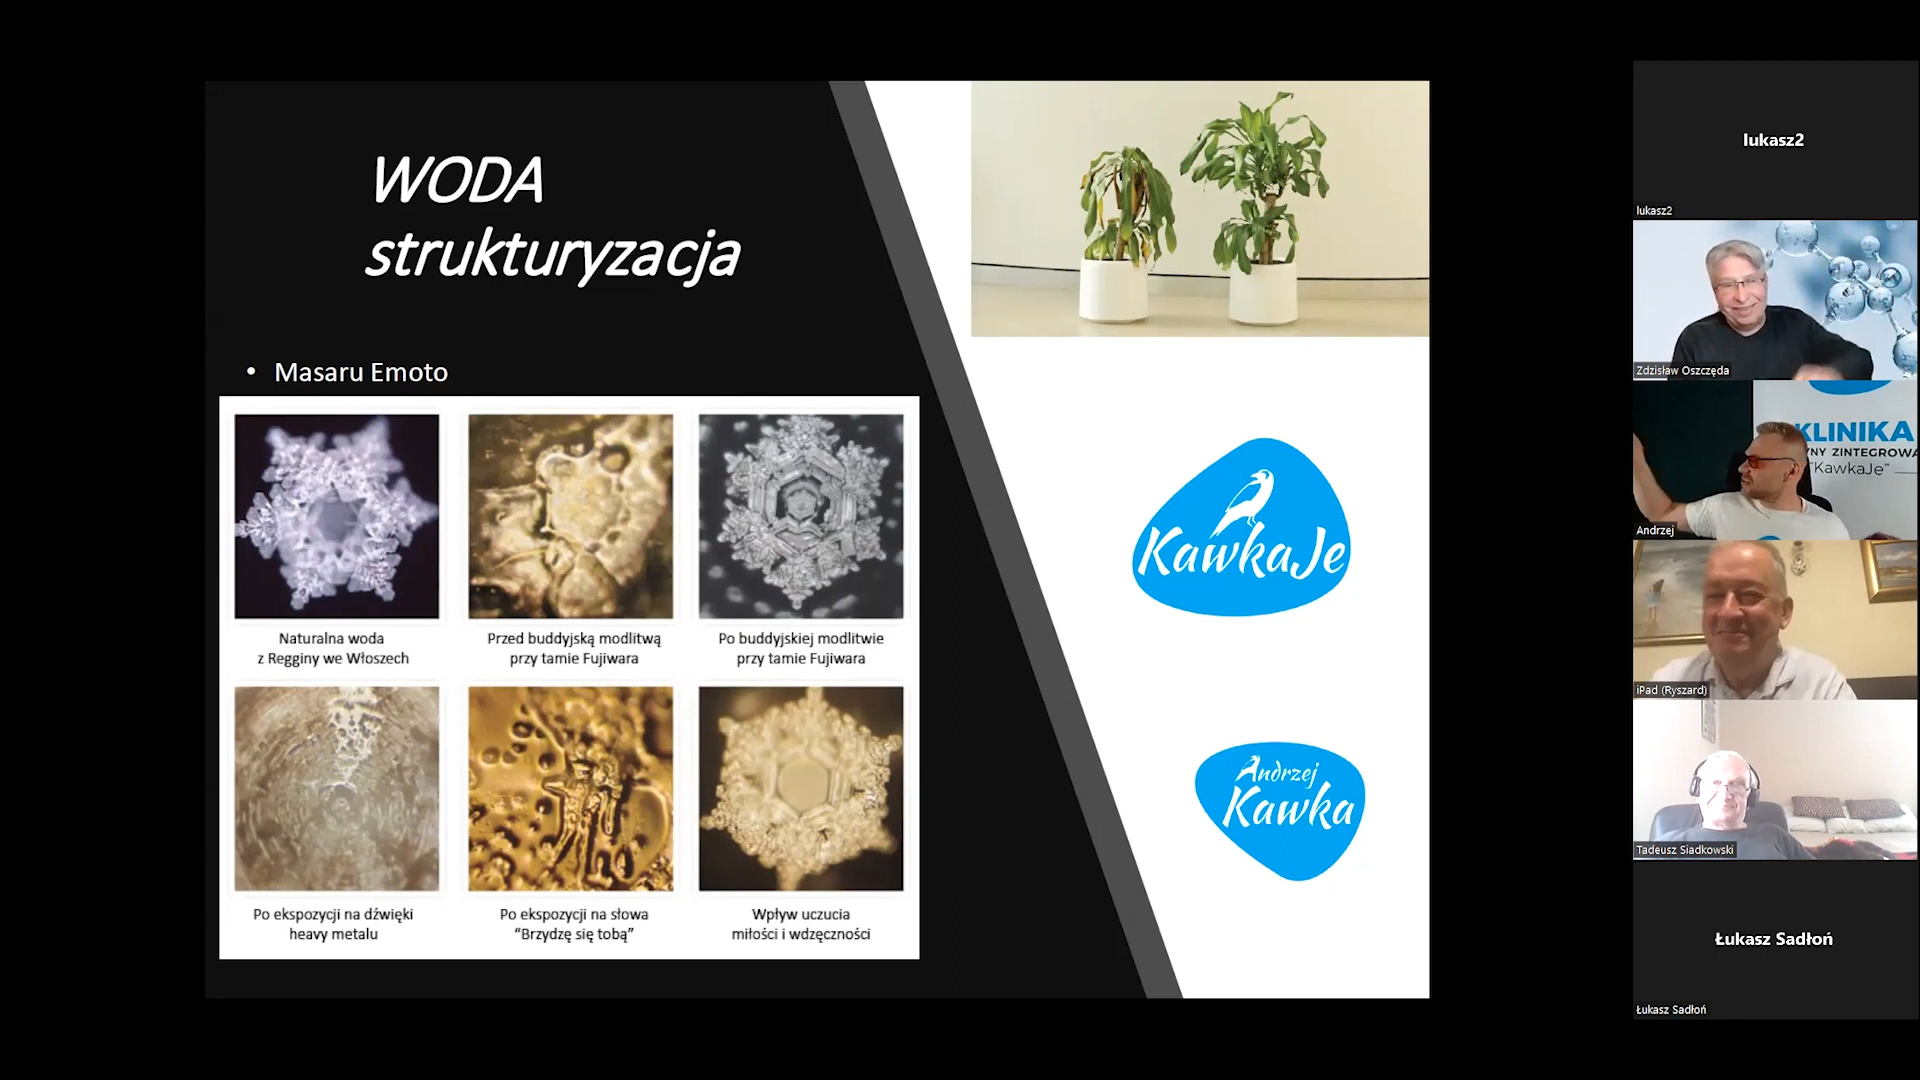 WODA
strukturyzacja
• Masaru Emoto
Naturalna woda
z Regginy we Włoszech
Przed buddyjską modlitwą
przy tamie Fujiwara
Po buddyjskiej modlitwie
przy tamie Fujiwara
Po ekspozycji na dźwięki
heavy metalu
Po ekspozycji na słowa
“Brzydzę się tobą”
Wpływ uczucia
miłości i wdzęczności
KawkaJe
Andrzej
Kawka
lukasz2
lukasz2
Zdzisław Oszczęda
KLINIKA
YNY ZINTEGROWA
"KawkaJe"
Andrzej
iPad (Ryszard)
Tadeusz Siadkowski
Łukasz Sadłoń
Łukasz Sadłoń